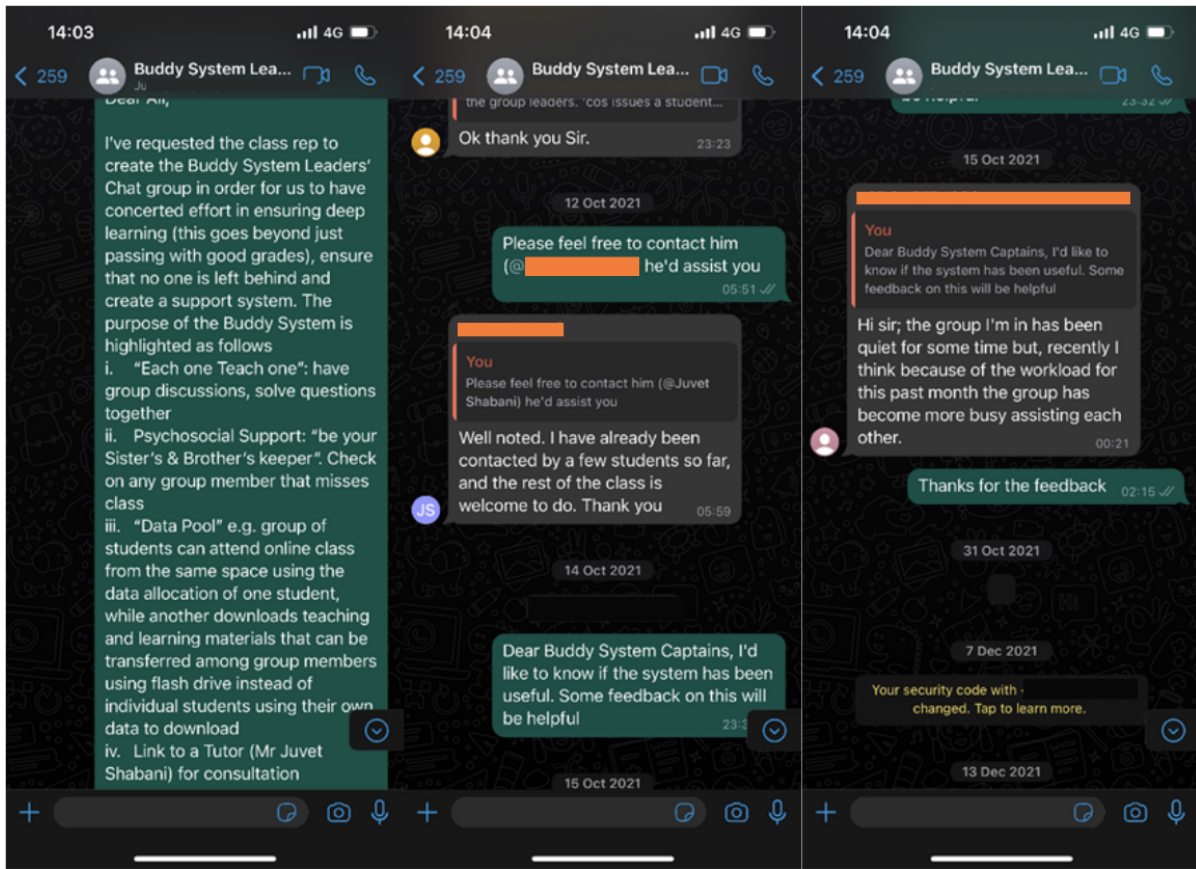 14:03
4G
259
Buddy System Lea...
Ju
Dear All,
I've requested the class rep to
create the Buddy System Leaders'
Chat group in order for us to have
concerted effort in ensuring deep
learning (this goes beyond just
passing with good grades), ensure
that no one is left behind and
create a support system. The
purpose of the Buddy System is
highlighted as follows
i. "Each one Teach one": have
group discussions, solve questions
together
ii. Psychosocial Support: "be your
Sister's & Brother's keeper". Check
on any group member that misses
class
iii. "Data Pool" e.g. group of
students can attend online class
from the same space using the
data allocation of one student,
while another downloads teaching
and learning materials that can be
transferred among group members
using flash drive instead of
individual students using their own
data to download
iv. Link to a Tutor (Mr Juvet
Shabani) for consultation
14:04
4G
259
Buddy System Lea...
the group leaders. 'cos issues a student...
Ok thank you Sir.
23:23
12 Oct 2021
Please feel free to contact him
(@ he'd assist you
05:51
You
Please feel free to contact him (@Juvet
Shabani) he'd assist you
Well noted. I have already been
contacted by a few students so far,
and the rest of the class is
welcome to do. Thank you
05:59
JS
14 Oct 2021
Dear Buddy System Captains, I'd
like to know if the system has been
useful. Some feedback on this will
be helpful
23:3
15 Oct 2021
14:04
4G
259
Buddy System Lea...
be helpful
23:32
15 Oct 2021
You
Dear Buddy System Captains, I'd like to
know if the system has been useful. Some
feedback on this will be helpful
Hi sir; the group I'm in has been
quiet for some time but, recently I
think because of the workload for
this past month the group has
become more busy assisting each
other.
00:21
Thanks for the feedback
02:15
31 Oct 2021
7 Dec 2021
Your security code with
changed. Tap to learn more.
13 Dec 2021